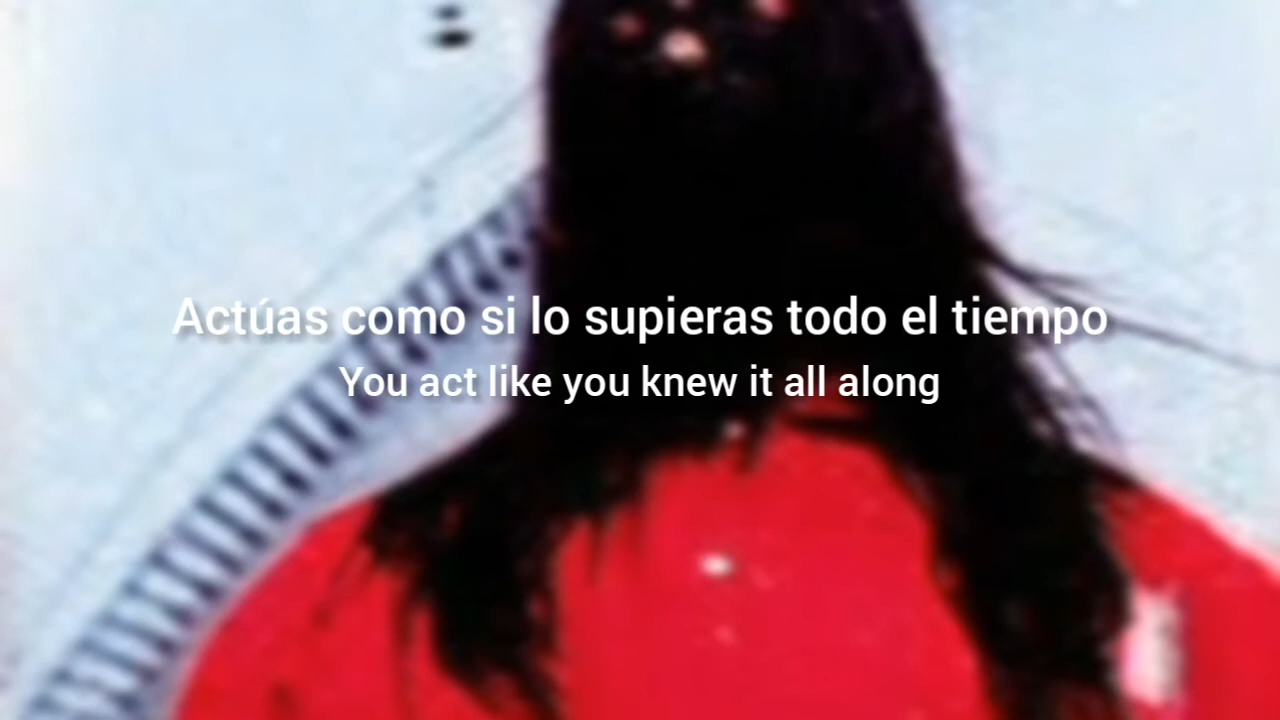 Actúas como si lo supieras todo el tiempo
You act like you knew it all along